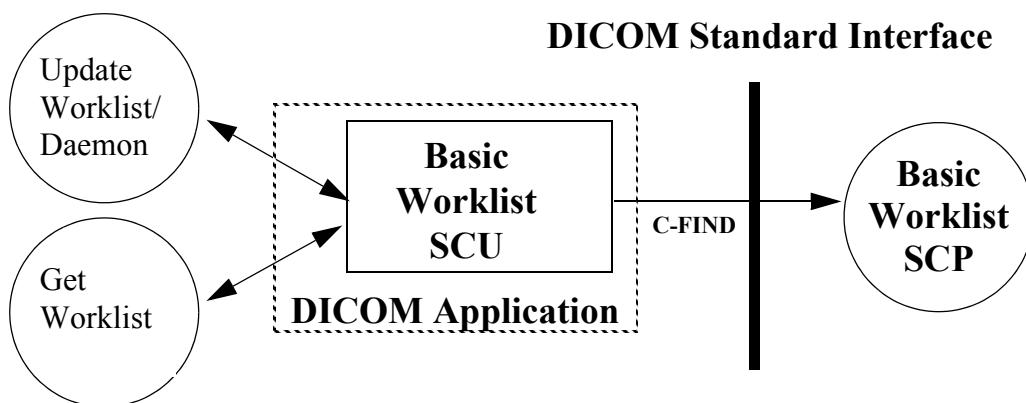 DICOM Standard Interface
Update
Worklist/
Daemon
Basic
Worklist
SCU
C-FIND
Basic
Worklist
SCP
Get
Worklist
DICOM Application